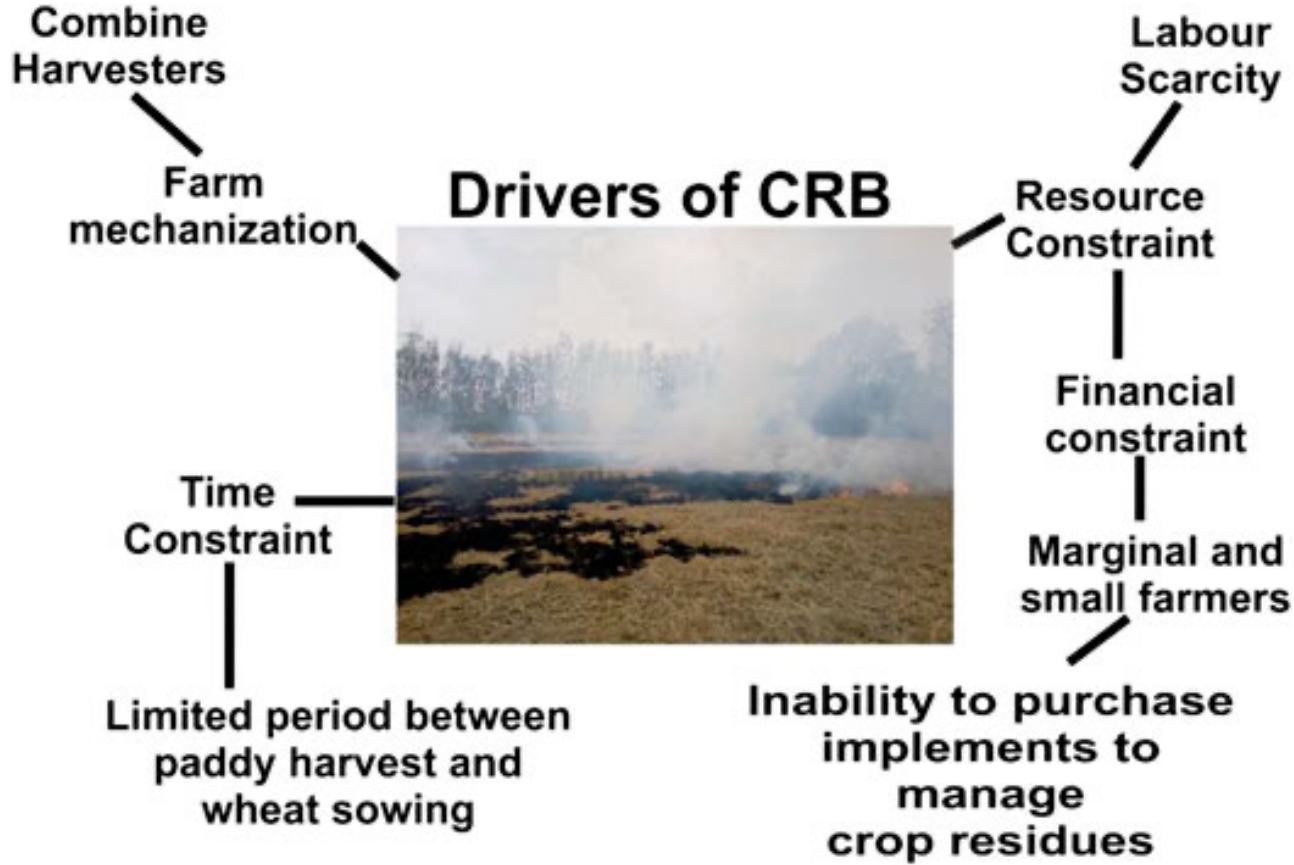 Drivers of CRB
Combine
Harvesters
Farm
mechanization
Time
Constraint
Limited period between
paddy harvest and
wheat sowing
Labour
Scarcity
Resource
Constraint
Financial
constraint
Marginal and
small farmers
Inability to purchase
implements to
manage
crop residues